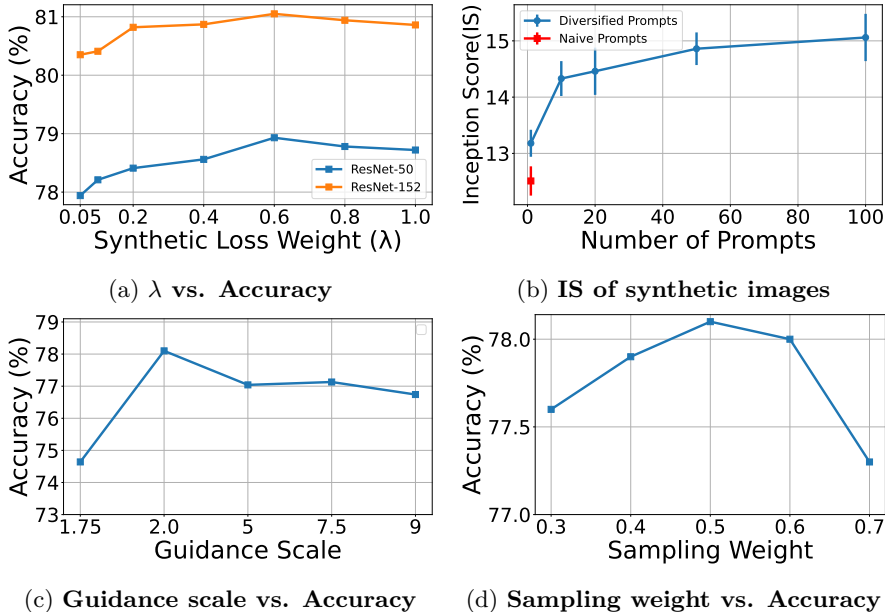 81
80
79
78
Accuracy (%)
ResNet-50
ResNet-152
0.05 0.2 0.4 0.6 0.8 1.0
Synthetic Loss Weight (λ)
(a) λ vs. Accuracy
15
14
13
Inception Score(IS)
Diversified Prompts
Naive Prompts
0 20 40 60 80 100
Number of Prompts
(b) IS of synthetic images
79
78
77
76
75
74
73
Accuracy (%)
1.75 2.0 5 7.5 9
Guidance Scale
(c) Guidance scale vs. Accuracy
78.0
77.5
77.0
Accuracy (%)
0.3 0.4 0.5 0.6 0.7
Sampling Weight
(d) Sampling weight vs. Accuracy